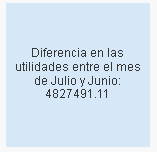 Diferencia en las
utilidades entre el mes
de Julio y Junio:
4827491.11